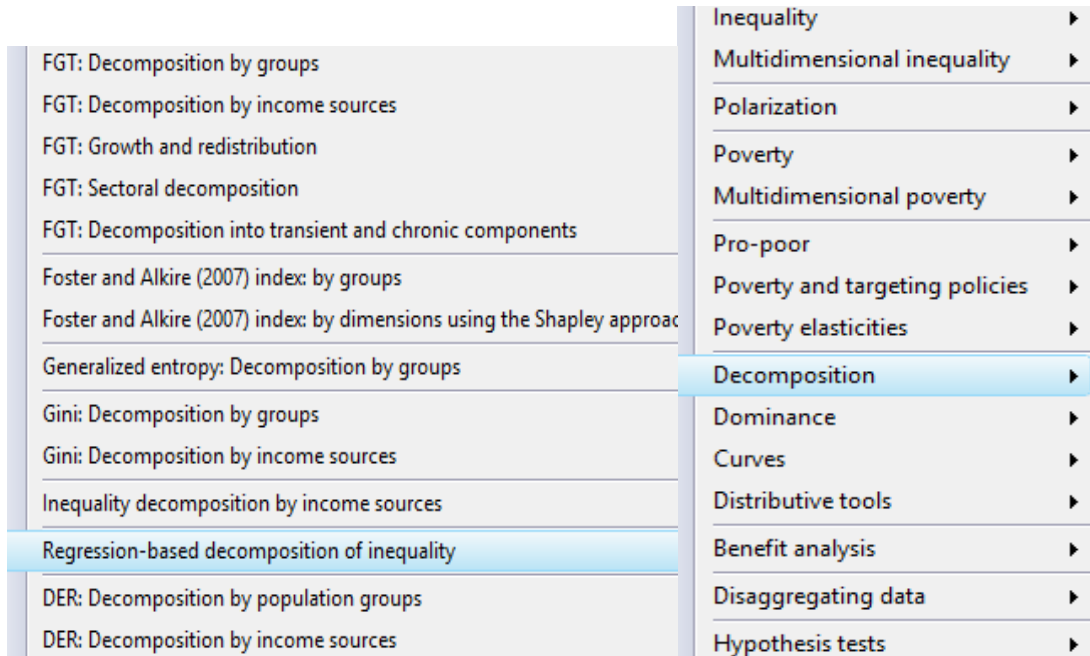 Inequality
Multidimensional inequality
Polarization
Poverty
Multidimensional poverty
Pro-poor
Poverty and targeting policies
Poverty elasticities
Decomposition
Dominance
Curves
Distributive tools
Benefit analysis
Disaggregating data
Hypothesis tests
FGT: Decomposition by groups
FGT: Decomposition by income sources
FGT: Growth and redistribution
FGT: Sectoral decomposition
FGT: Decomposition into transient and chronic components
Foster and Alkire (2007) index: by groups
Foster and Alkire (2007) index: by dimensions using the Shapley approac
Generalized entropy: Decomposition by groups
Gini: Decomposition by groups
Gini: Decomposition by income sources
Inequality decomposition by income sources
Regression-based decomposition of inequality
DER: Decomposition by population groups
DER: Decomposition by income sources